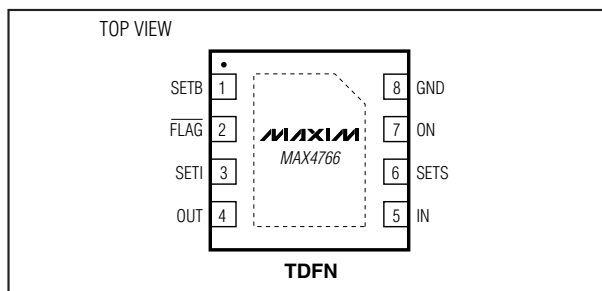 TOP VIEW
SETB 1 8 GND
FLAG 2 MAXIM 7 ON
MAX4766
SETI 3 6 SETS
OUT 4 5 IN
TDFN